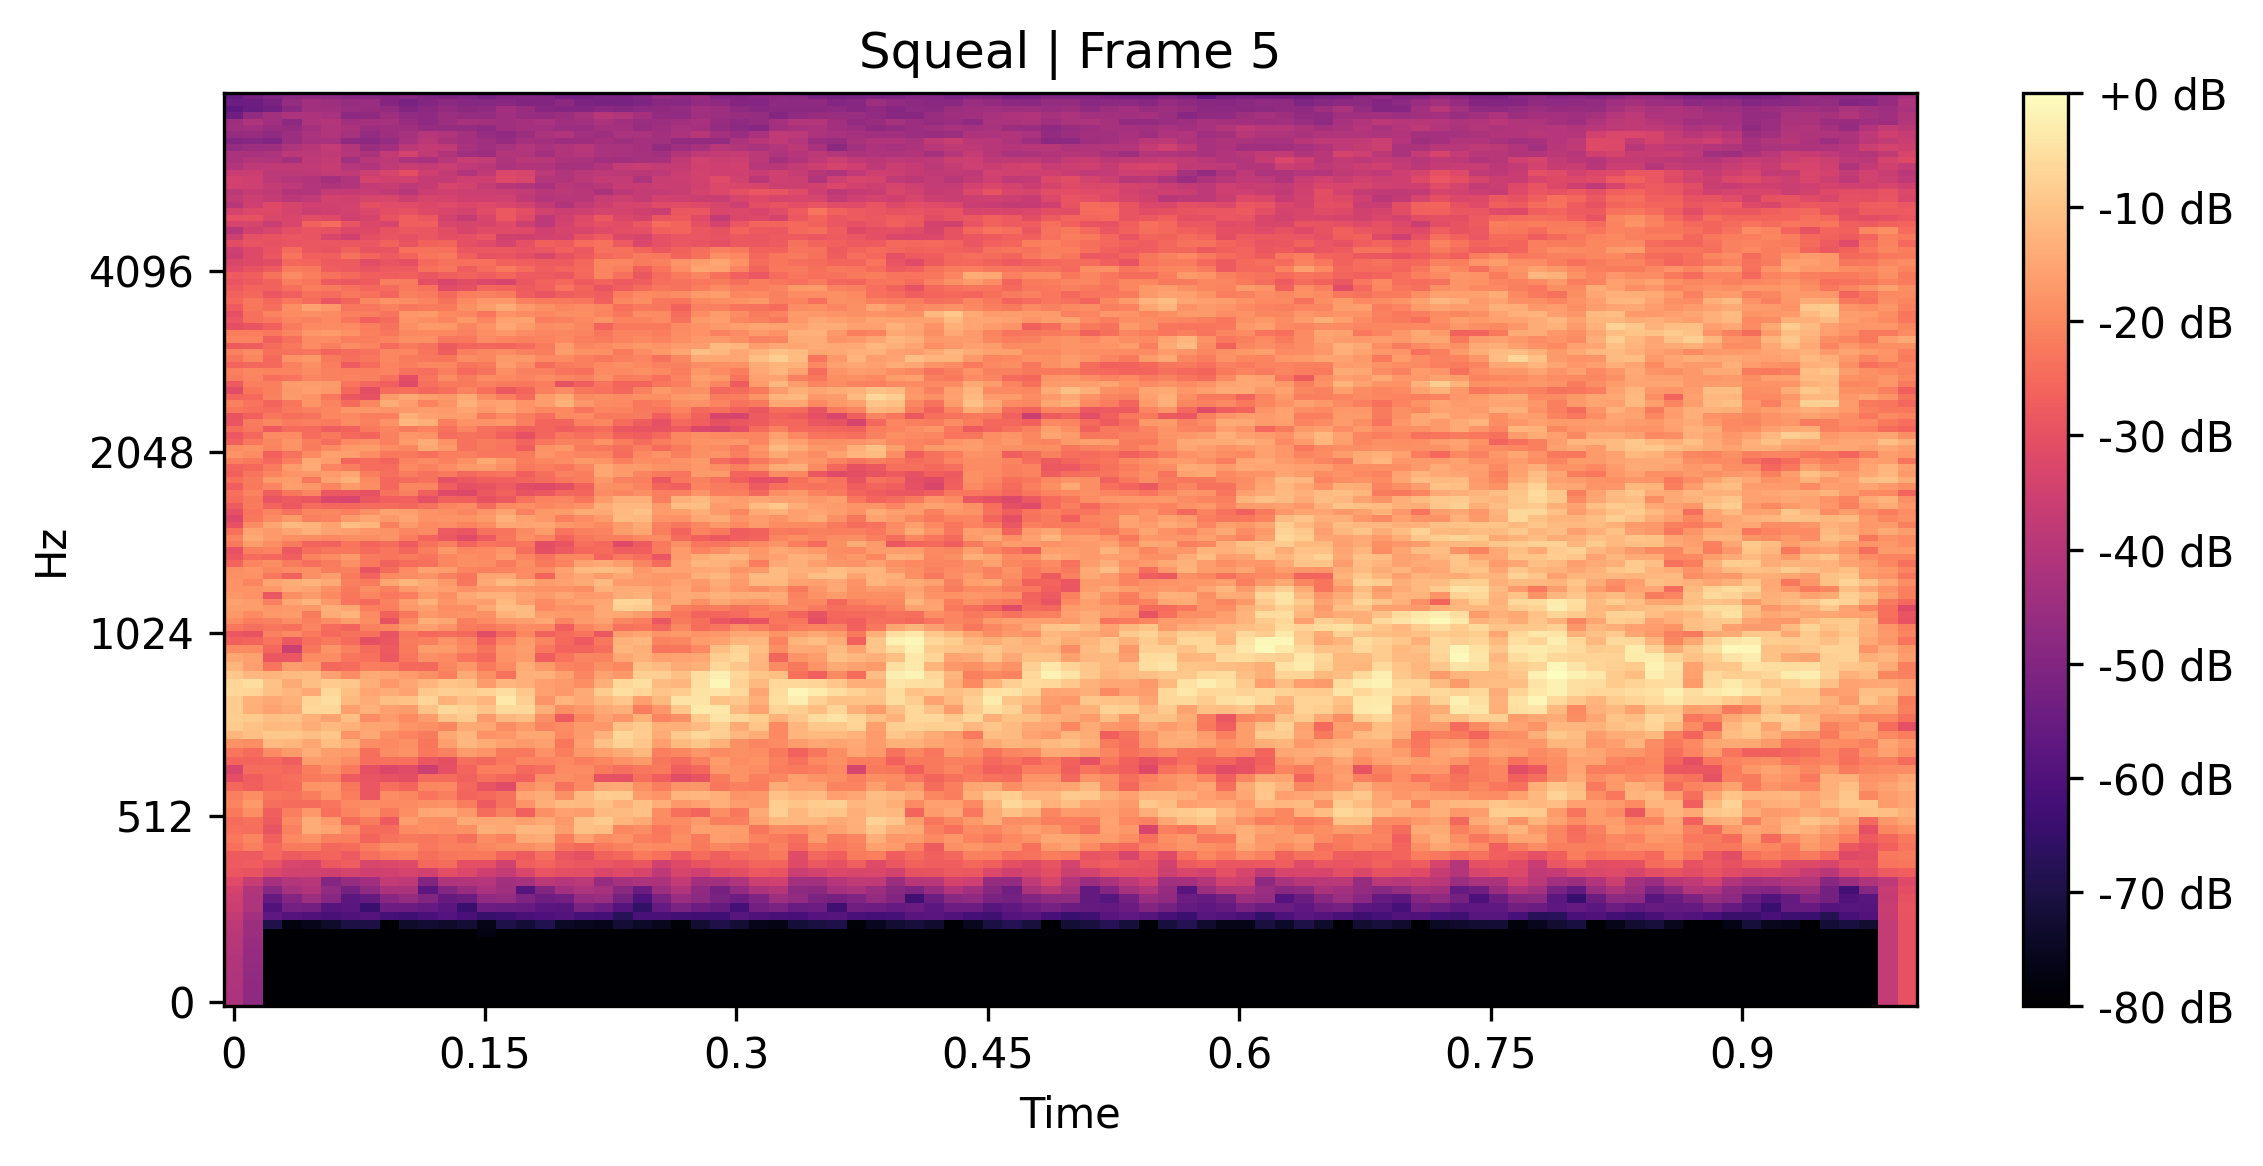 Squeal | Frame 5
+0 dB
-10 dB
-20 dB
-30 dB
-40 dB
-50 dB
-60 dB
-70 dB
-80 dB
Hz
4096
2048
1024
512
0
0 0.15 0.3 0.45 0.6 0.75 0.9
Time